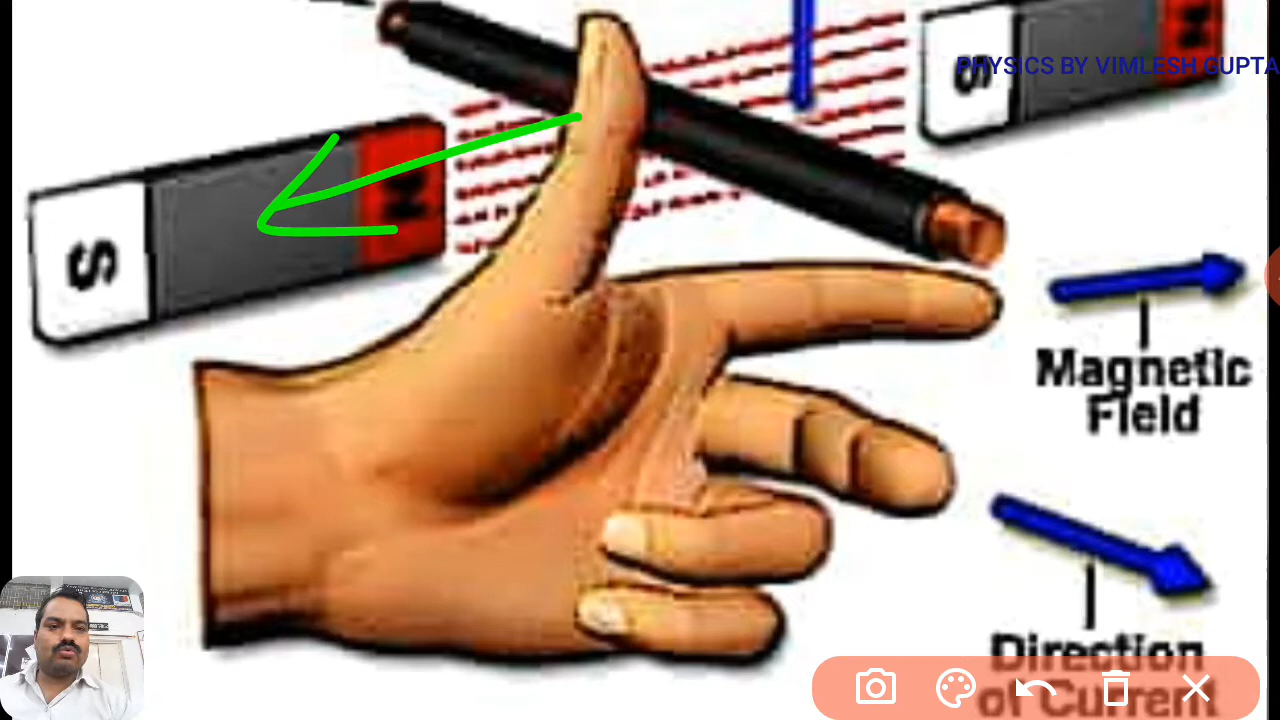 N
S
PHYSICS BY VIMLESH GUPTA
N
S
Magnetic
Field
Direction
of Current